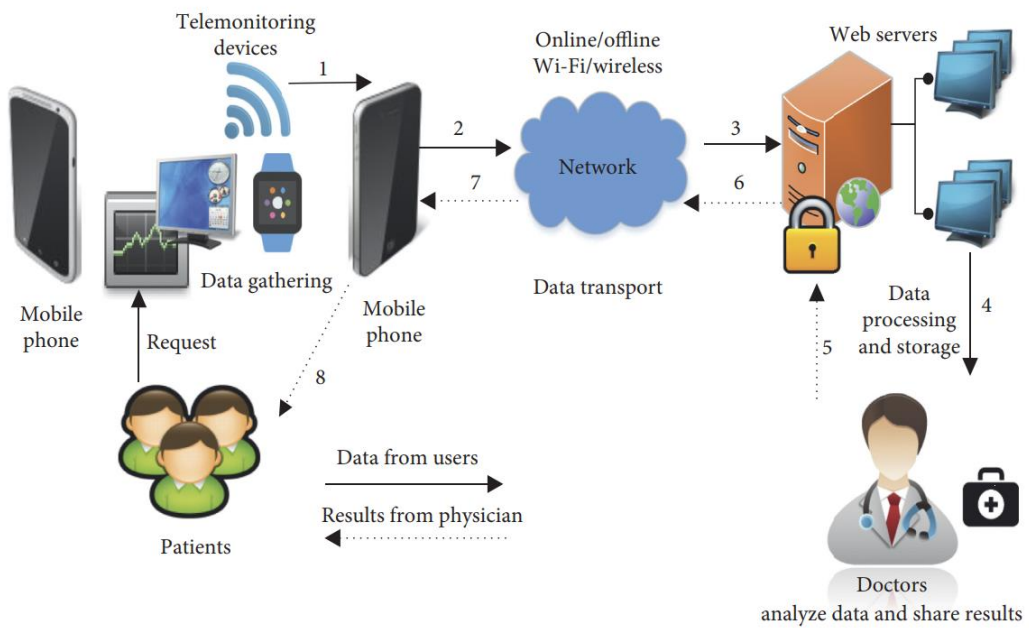 Telemonitoring
devices
1
Online/offline
Wi-Fi/wireless
Web servers
2
3
Network
7
6
Data gathering
Data transport
Mobile
phone
Mobile
phone
Request
8
5
Data
processing
and storage
4
Data from users
Results from physician
Patients
Doctors
analyze data and share results